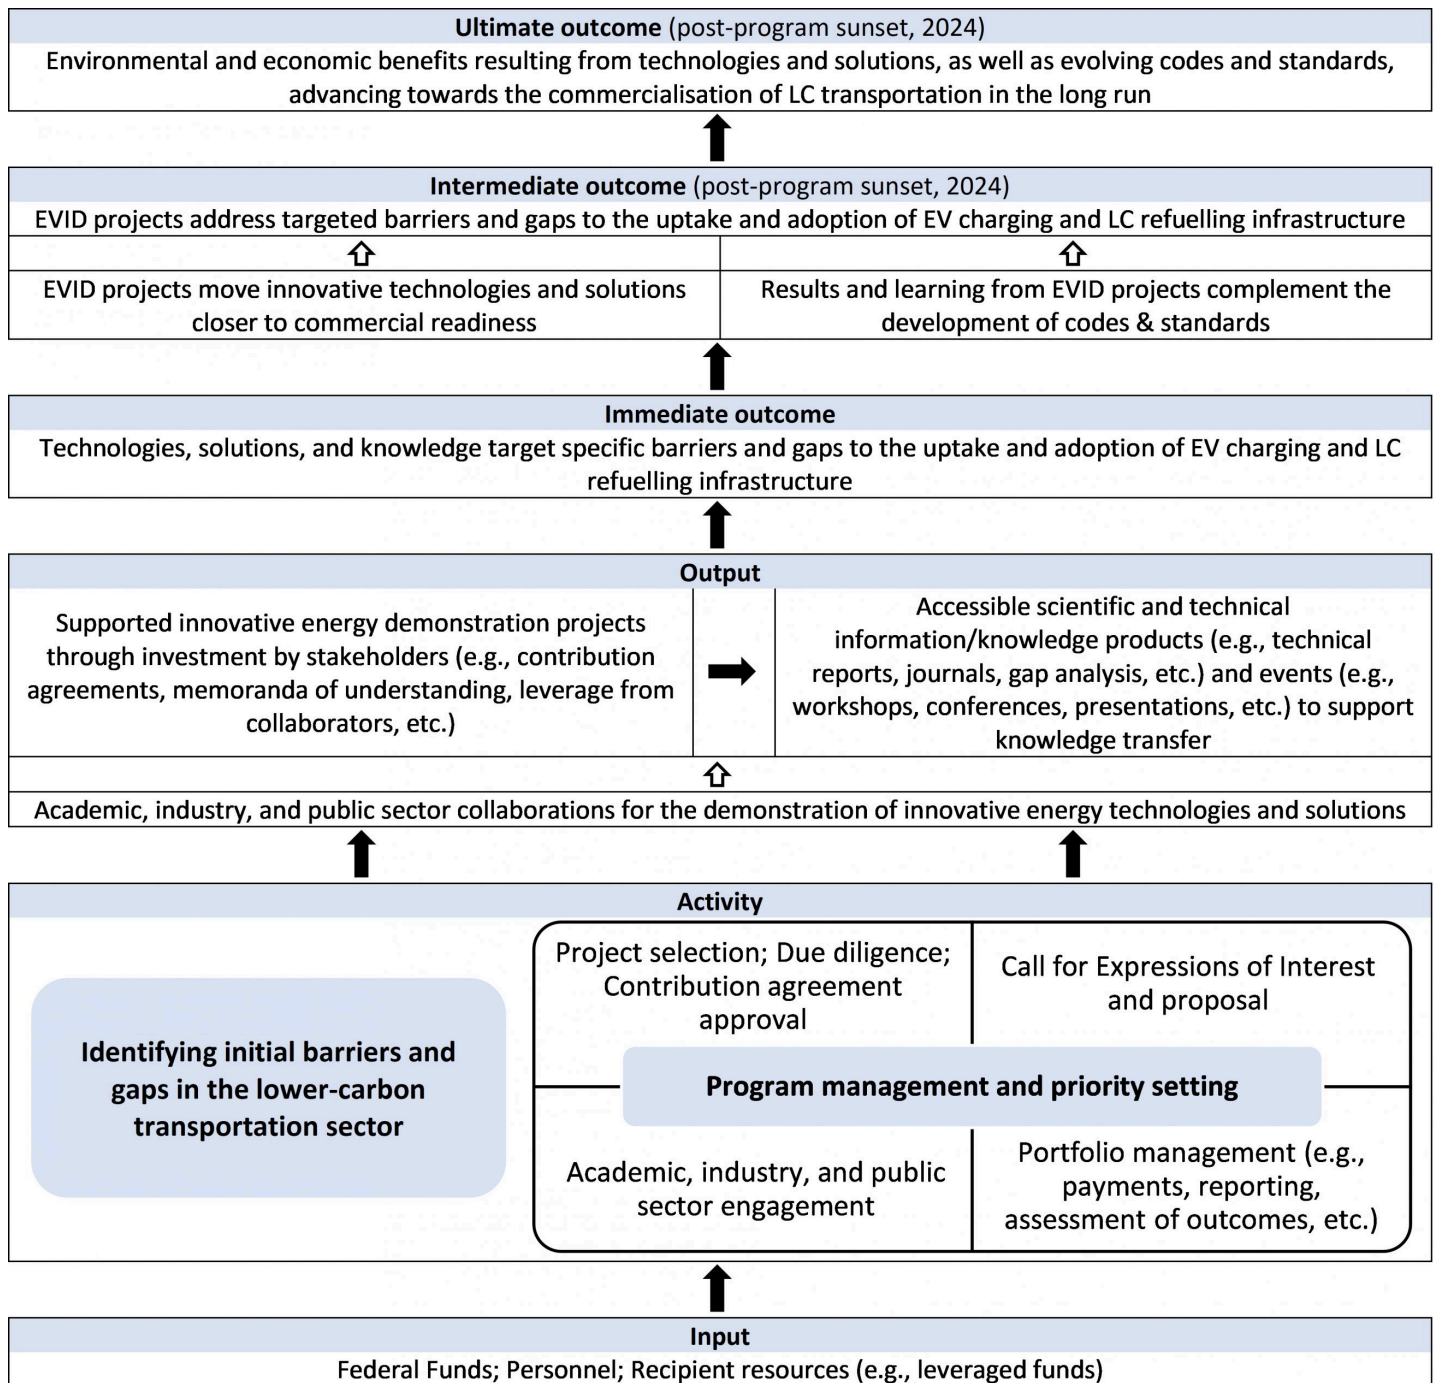 Ultimate outcome (post-program sunset, 2024)
Environmental and economic benefits resulting from technologies and solutions, as well as evolving codes and standards,
advancing towards the commercialisation of LC transportation in the long run
Intermediate outcome (post-program sunset, 2024)
EVID projects address targeted barriers and gaps to the uptake and adoption of EV charging and LC refuelling infrastructure
EVID projects move innovative technologies and solutions
closer to commercial readiness
Results and learning from EVID projects complement the
development of codes & standards
Immediate outcome
Technologies, solutions, and knowledge target specific barriers and gaps to the uptake and adoption of EV charging and LC
refuelling infrastructure
Output
Supported innovative energy demonstration projects
through investment by stakeholders (e.g., contribution
agreements, memoranda of understanding, leverage from
collaborators, etc.)
Accessible scientific and technical
information/knowledge products (e.g., technical
reports, journals, gap analysis, etc.) and events (e.g.,
workshops, conferences, presentations, etc.) to support
knowledge transfer
Academic, industry, and public sector collaborations for the demonstration of innovative energy technologies and solutions
Activity
Identifying initial barriers and
gaps in the lower-carbon
transportation sector
Project selection; Due diligence;
Contribution agreement
approval
Call for Expressions of Interest
and proposal
Program management and priority setting
Academic, industry, and public
sector engagement
Portfolio management (e.g.,
payments, reporting,
assessment of outcomes, etc.)
Input
Federal Funds; Personnel; Recipient resources (e.g., leveraged funds)